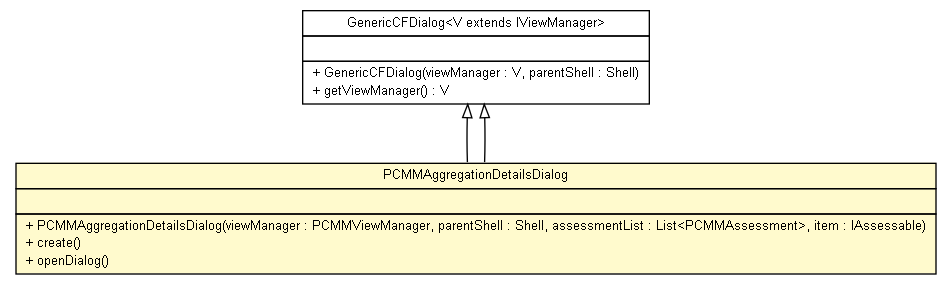 GenericCFDialog<V extends IViewManager>
+ GenericCFDialog(viewManager : V, parentShell : Shell)
+ getViewManager() : V
PCMMAggregationDetailsDialog
+ PCMMAggregationDetailsDialog(viewManager : PCMMViewManager, parentShell : Shell, assessmentList : List<PCMMAssessment>, item : IAssessable)
+ create()
+ openDialog()